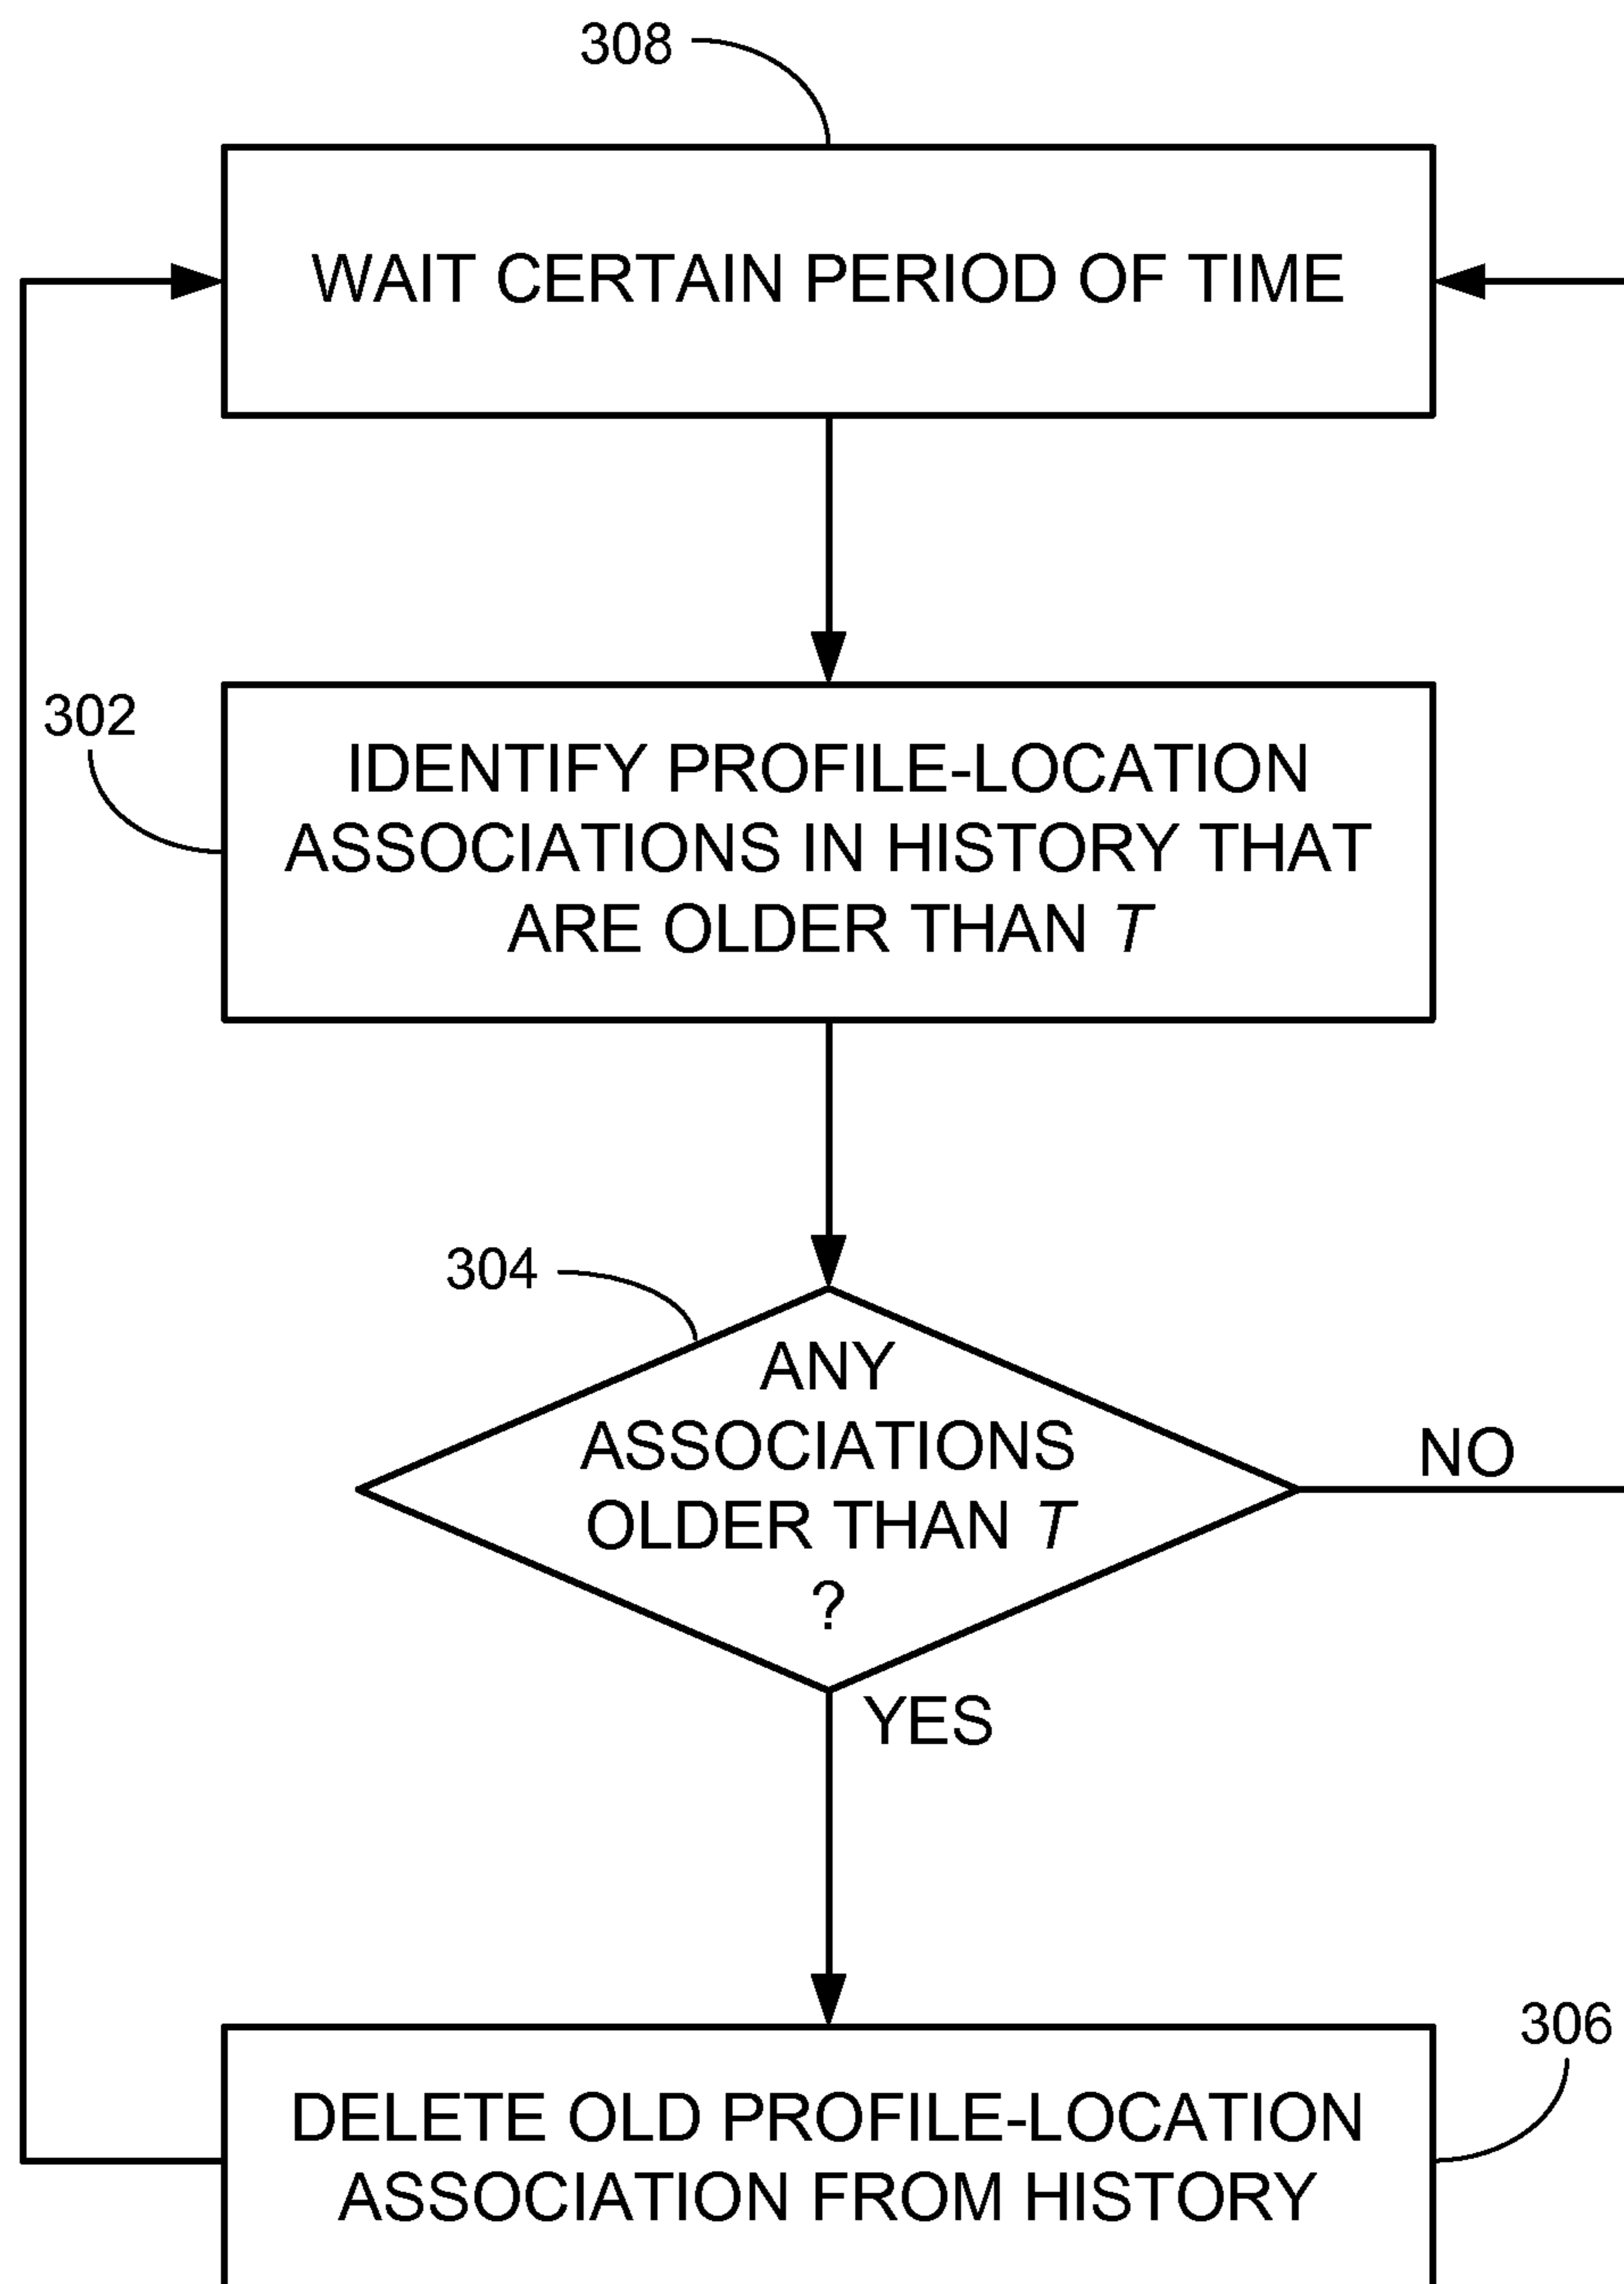 308
WAIT CERTAIN PERIOD OF TIME
302
IDENTIFY PROFILE-LOCATION
ASSOCIATIONS IN HISTORY THAT
ARE OLDER THAN T
304
ANY
ASSOCIATIONS
OLDER THAN T
?
NO
YES
306
DELETE OLD PROFILE-LOCATION
ASSOCIATION FROM HISTORY